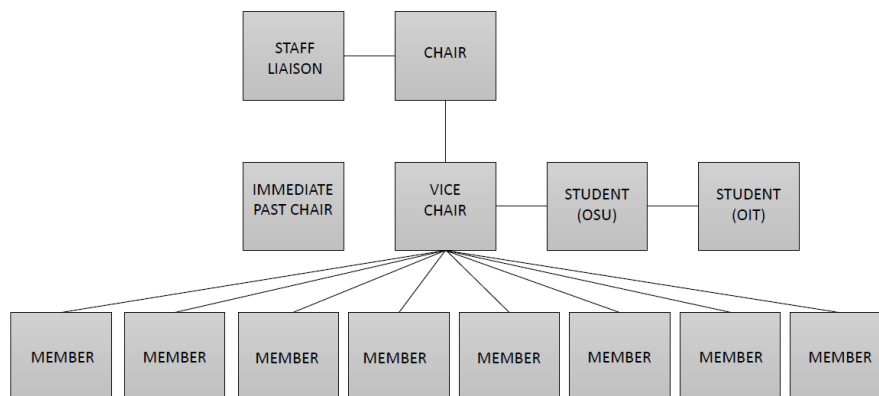 STAFF
LIAISON
CHAIR
IMMEDIATE
PAST CHAIR
VICE
CHAIR
STUDENT
(OSU)
STUDENT
(OIT)
MEMBER
MEMBER
MEMBER
MEMBER
MEMBER
MEMBER
MEMBER
MEMBER